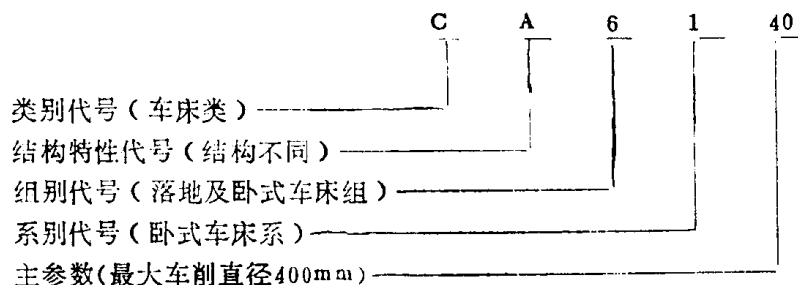 C A 6 1 40
类别代号(车床类)
结构特性代号(结构不同)
组别代号(落地及卧式车床组)
系别代号(卧式车床系)
主参数(最大车削直径400mm)